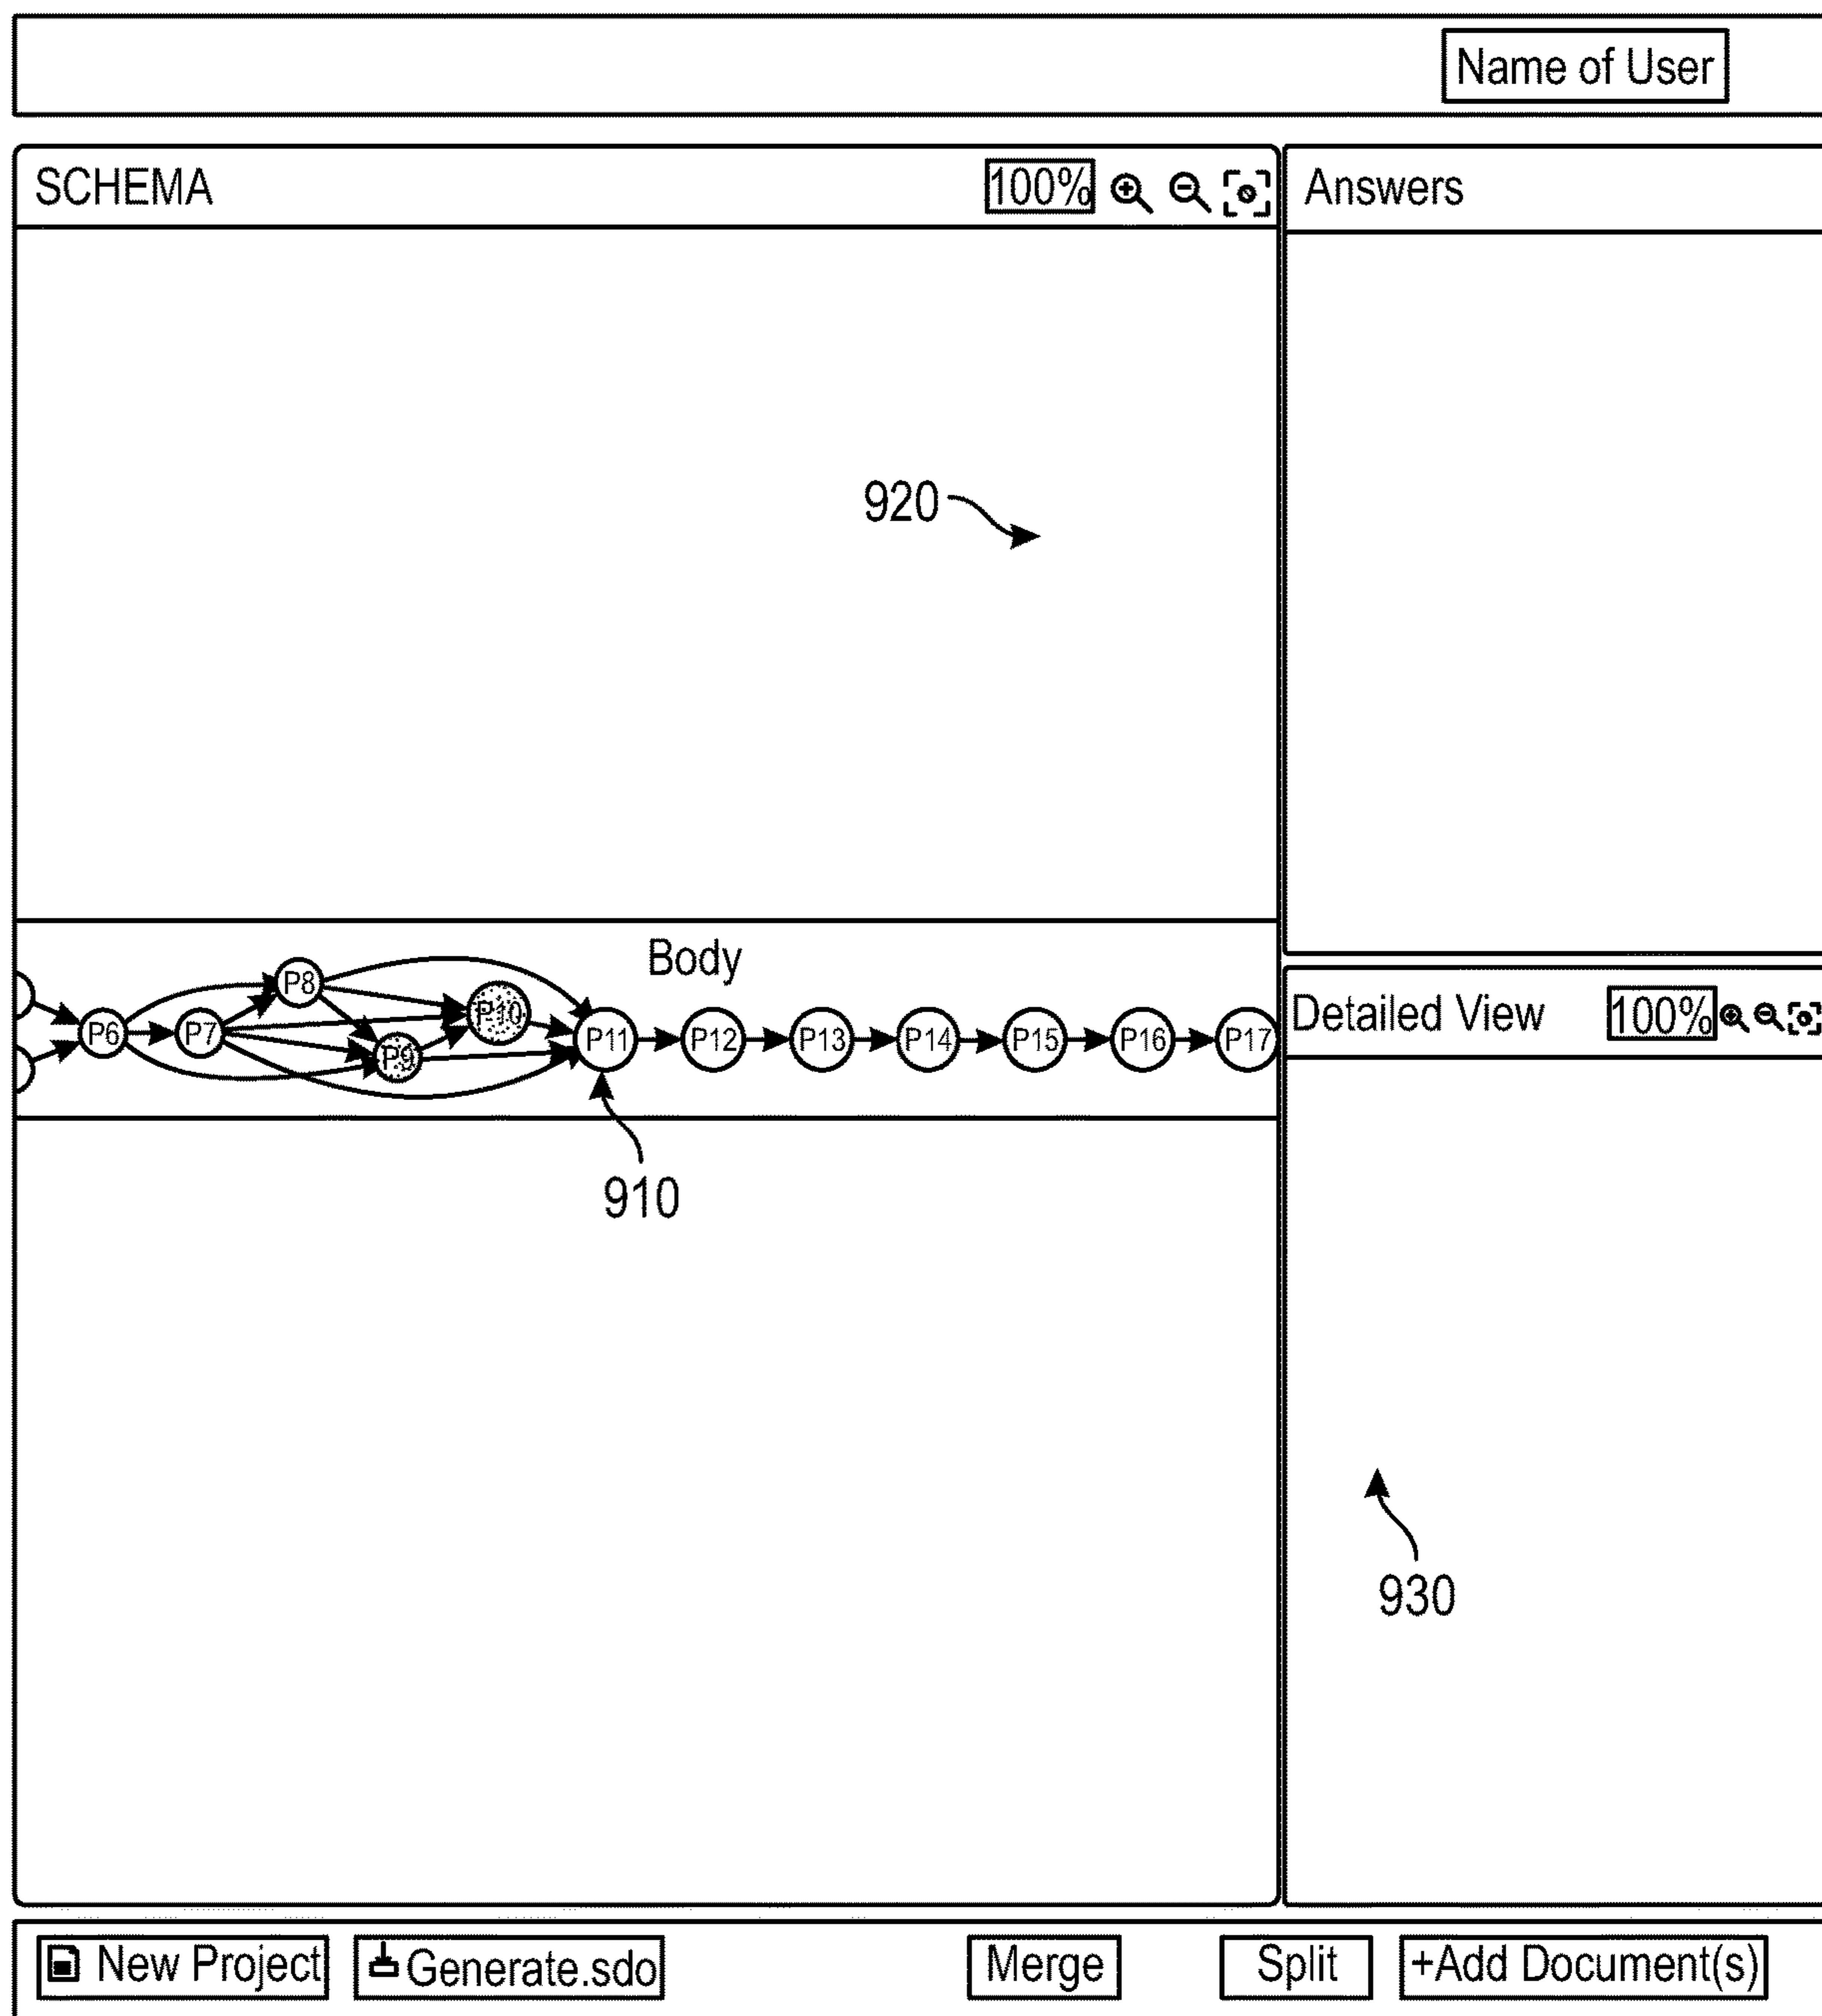 Name of User
SCHEMA
100%
Answers
920
Body
P8
P10
P6
P7
P9
P11
P12
P13
P14
P15
P16
P17
Detailed View
100%
910
930
New Project
Generate.sdo
Merge
Split
+Add Document(s)